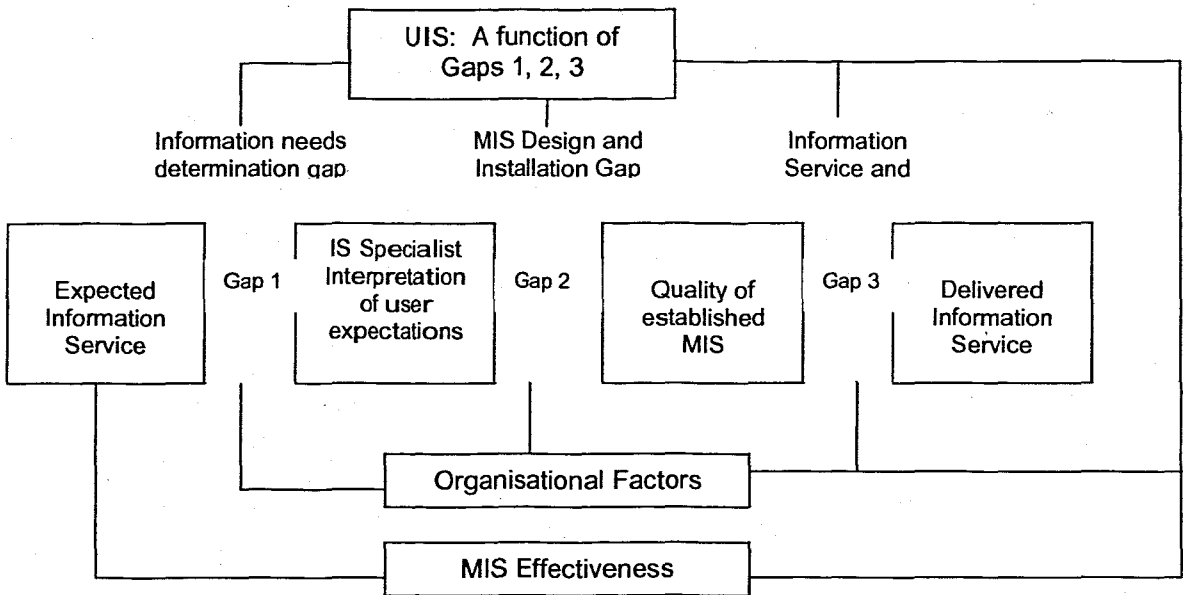 UIS: A function of
Gaps 1, 2, 3
Information needs
determination gap
MIS Design and
Installation Gap
Information
Service and
Expected
Information
Service
Gap 1
IS Specialist
Interpretation
of user
expectations
Gap 2
Quality of
established
MIS
Gap 3
Delivered
Information
Service
Organisational Factors
MIS Effectiveness